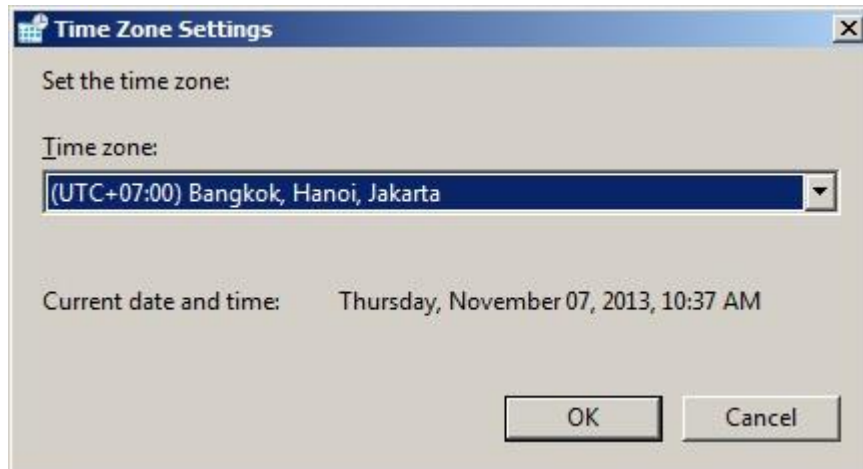 Time Zone Settings
Set the time zone:
Time zone:
(UTC+07:00) Bangkok, Hanoi, Jakarta
Current date and time: Thursday, November 07, 2013, 10:37 AM
OK Cancel